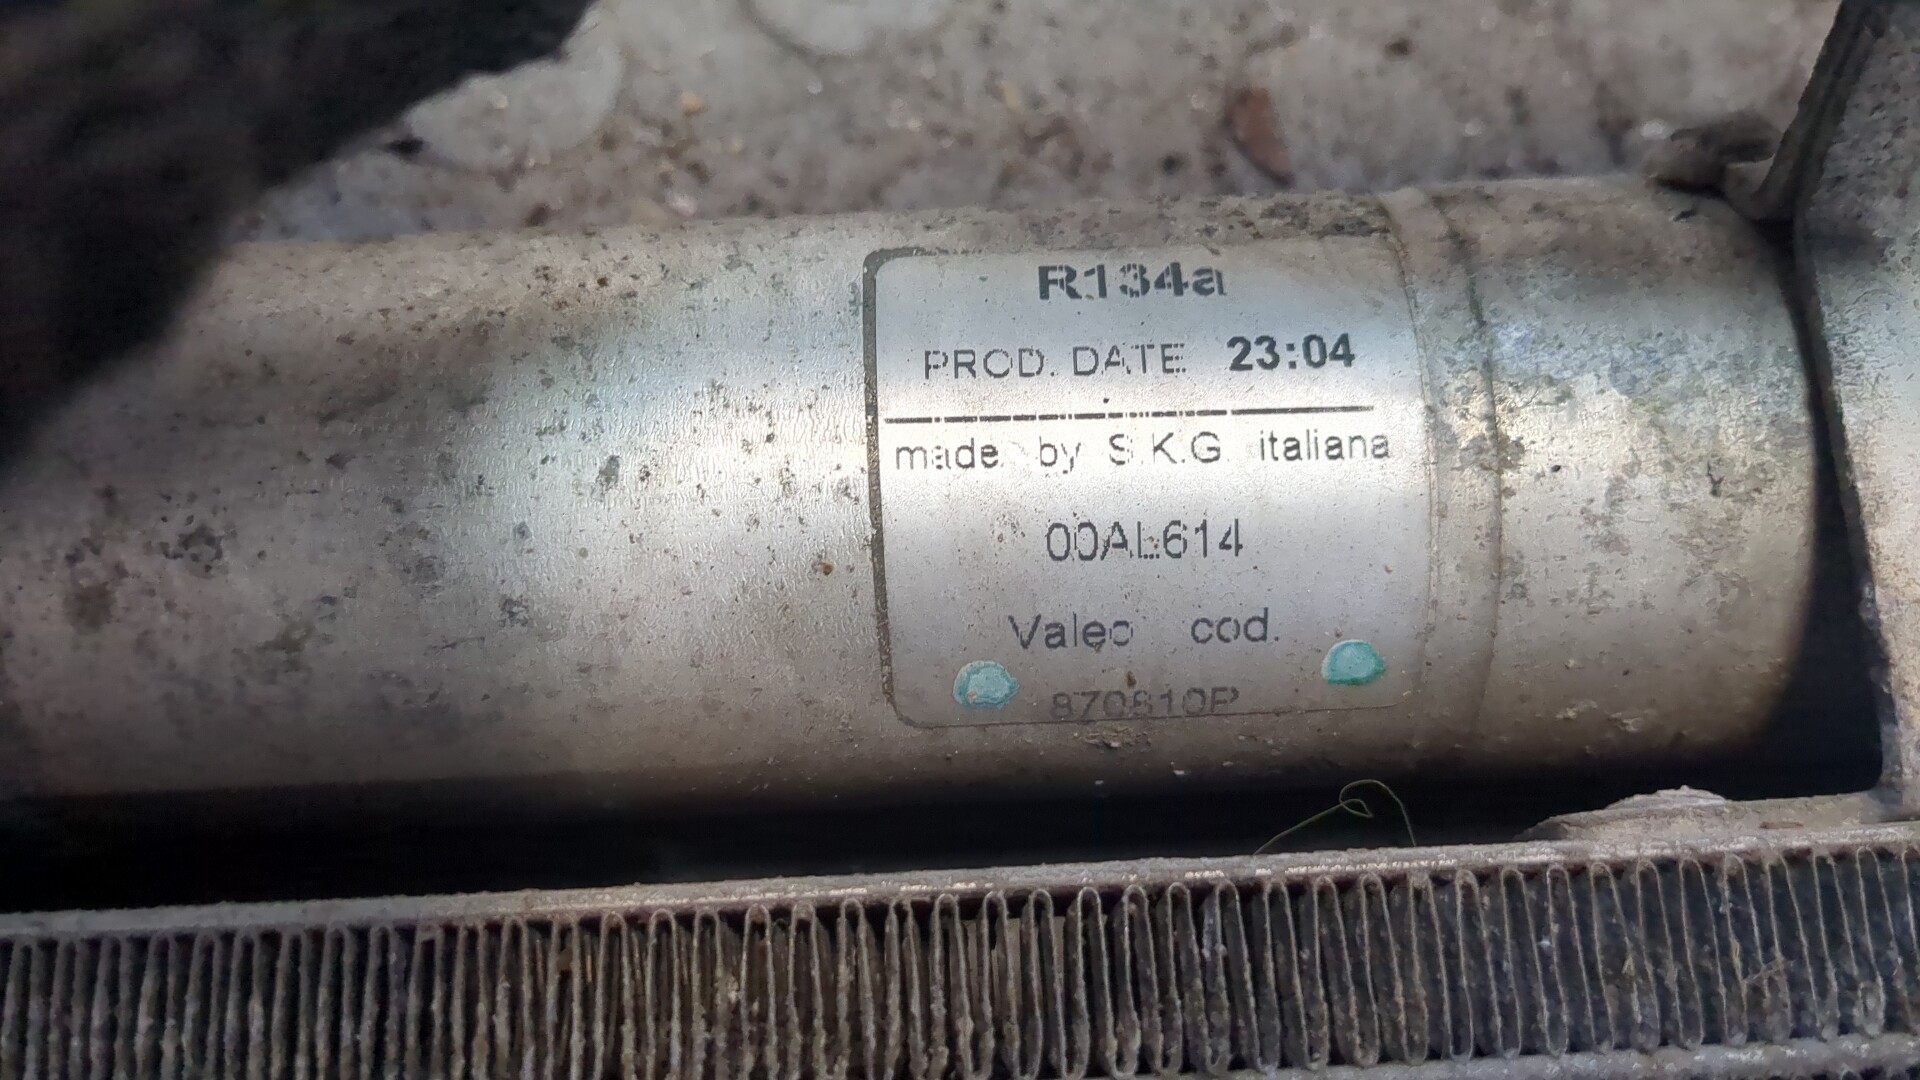 R134a
PROD. DATE 23:04
made by S.K.G. italiana
00AL614
Valeo cod.
870810P